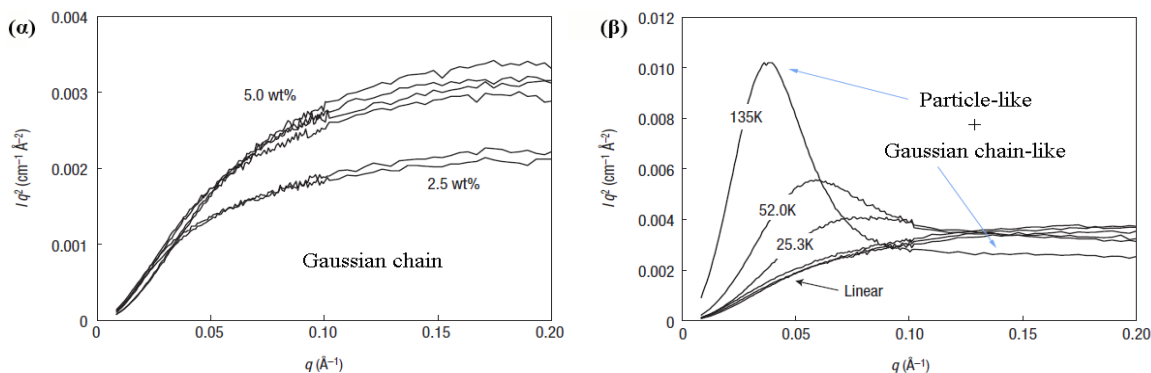 (α)
0.004
0.003
0.002
0.001
0
I q² (cm⁻¹ Å⁻²)
5.0 wt%
2.5 wt%
Gaussian chain
0 0.05 0.10 0.15 0.20
q (Å⁻¹)
(β)
0.012
0.010
0.008
0.006
0.004
0.002
0
I q² (cm⁻¹ Å⁻²)
135K
52.0K
25.3K
Linear
Particle-like
+
Gaussian chain-like
0 0.05 0.10 0.15 0.20
q (Å⁻¹)